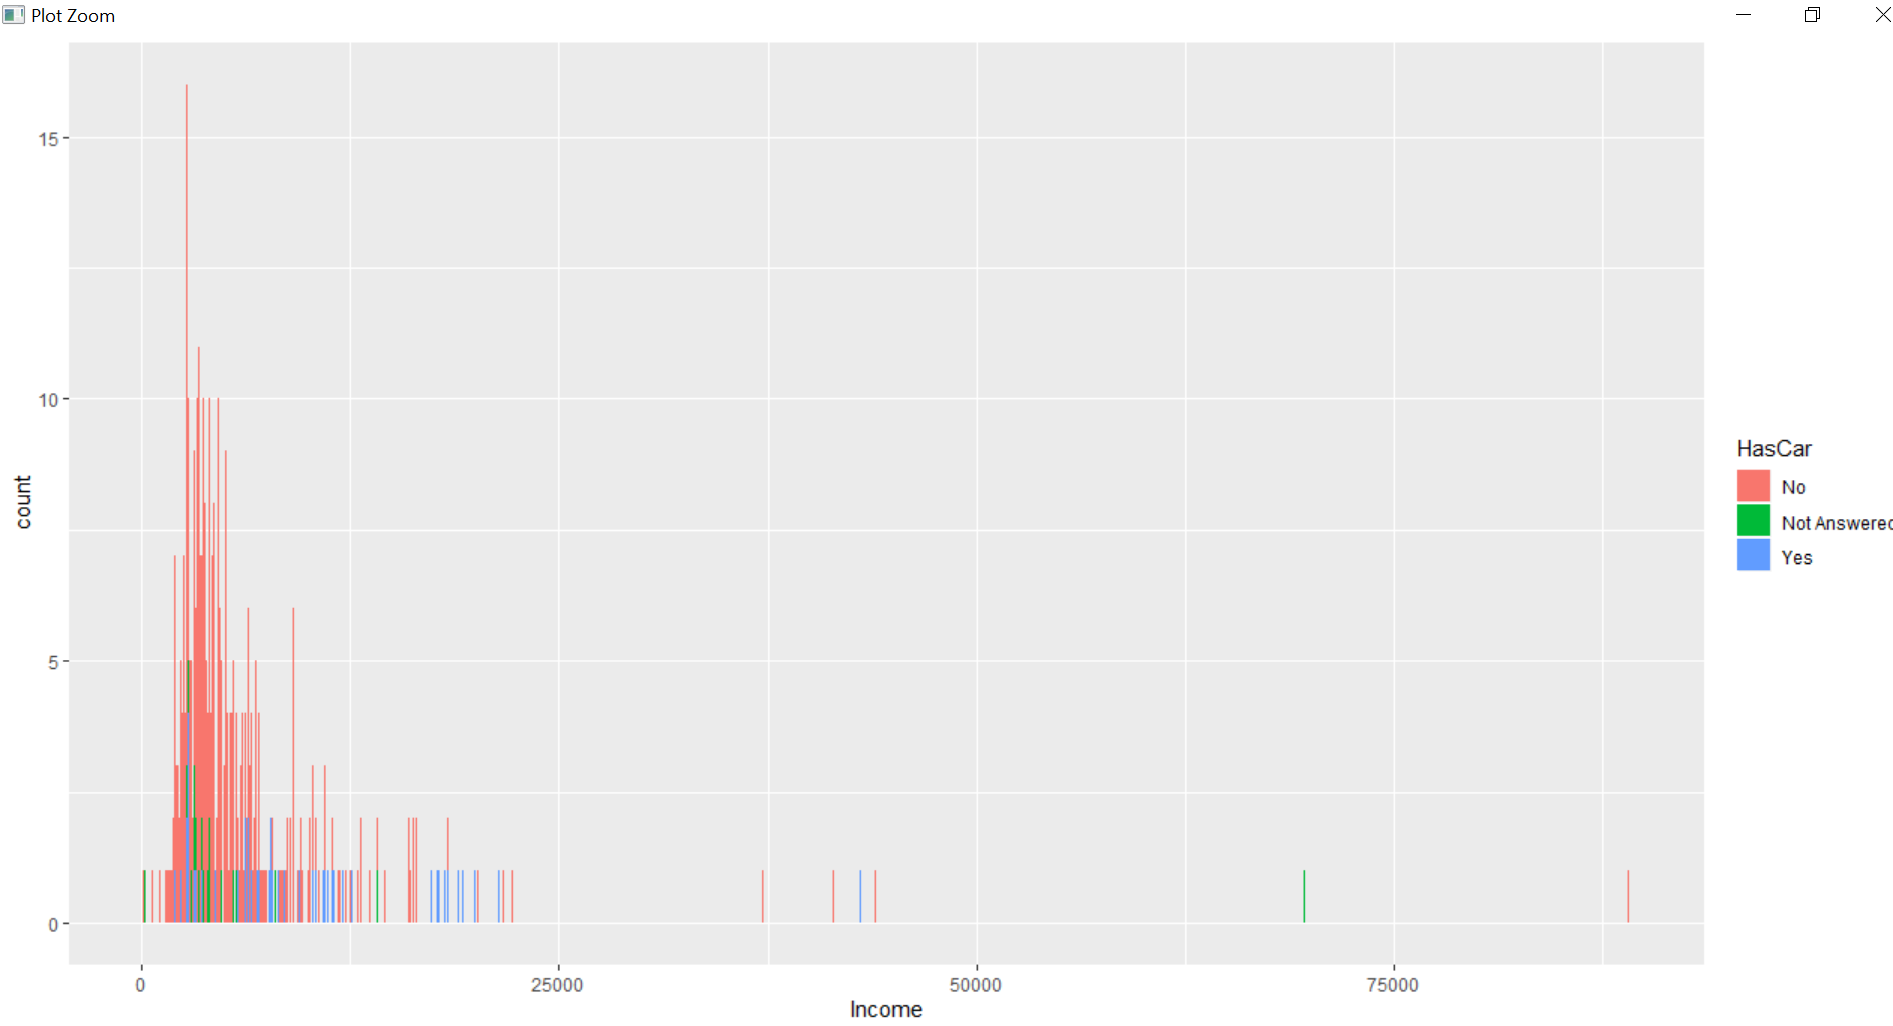 Plot Zoom
15
10
5
0
count
0 25000 50000 75000
Income
HasCar
No
Not Answered
Yes